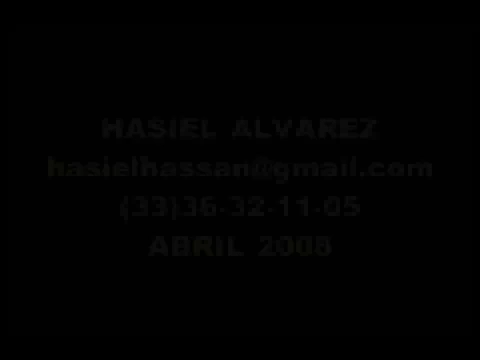 HASIEL ALVAREZ
hasielhassan@gmail.com
(33)36-32-11-05
ABRIL 2008